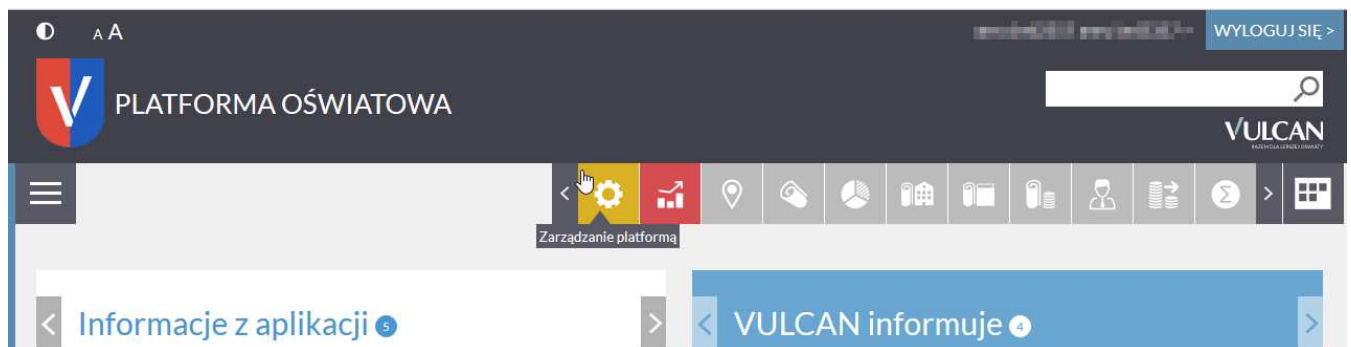 A A
WYLOGUJ SIĘ >
PLATFORMA OŚWIATOWA
VULCAN
Zarządzanie platformą
Informacje z aplikacji 5
VULCAN informuje 4